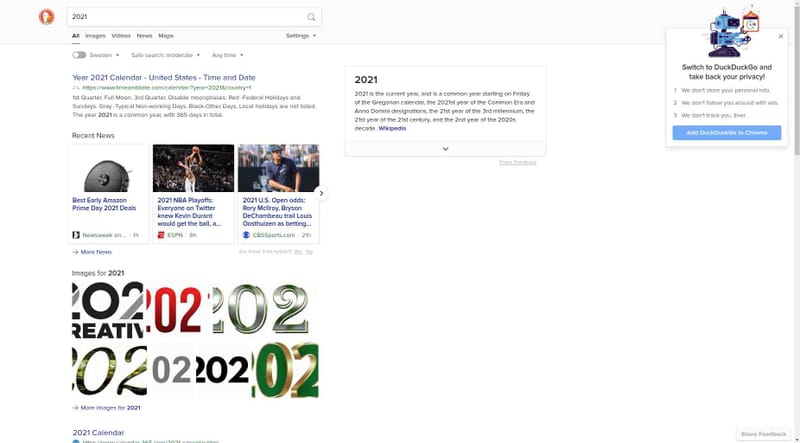 2021
All Images Videos News Maps Settings
Sweden Safe search: moderate Any time
Year 2021 Calendar - United States - Time and Date
https://www.timeanddate.com/calendar/?year=2021&country=1
1st Quarter. Full Moon. 3rd Quarter. Disable moonphases. Red -Federal Holidays and
Sundays. Gray -Typical Non-working Days. Black-Other Days. Local holidays are not listed.
The year 2021 is a common year, with 365 days in total.
Recent News
Best Early Amazon
Prime Day 2021 Deals
Newsweek on... 1h
2021 NBA Playoffs:
Everyone on Twitter
knew Kevin Durant
would get the ball, a...
ESPN 8h
2021 U.S. Open odds:
Rory McIlroy, Bryson
DeChambeau trail Louis
Oosthuizen as betting...
CBSSports.com 21h
More News
Are these links helpful? Yes No
Images for 2021
202
REATIV
202
202
202
02
202
02
More Images for 2021
2021 Calendar
2021
2021 is the current year, and is a common year starting on Friday
of the Gregorian calendar, the 2021st year of the Common Era and
Anno Domini designations, the 21st year of the 3rd millennium, the
21st year of the 21st century, and the 2nd year of the 2020s
decade. Wikipedia
Share Feedback
Switch to DuckDuckGo and
take back your privacy!
1 We don't store your personal info.
2 We don't follow you around with ads.
3 We don't track you. Ever.
Add DuckDuckGo to Chrome
Share Feedback